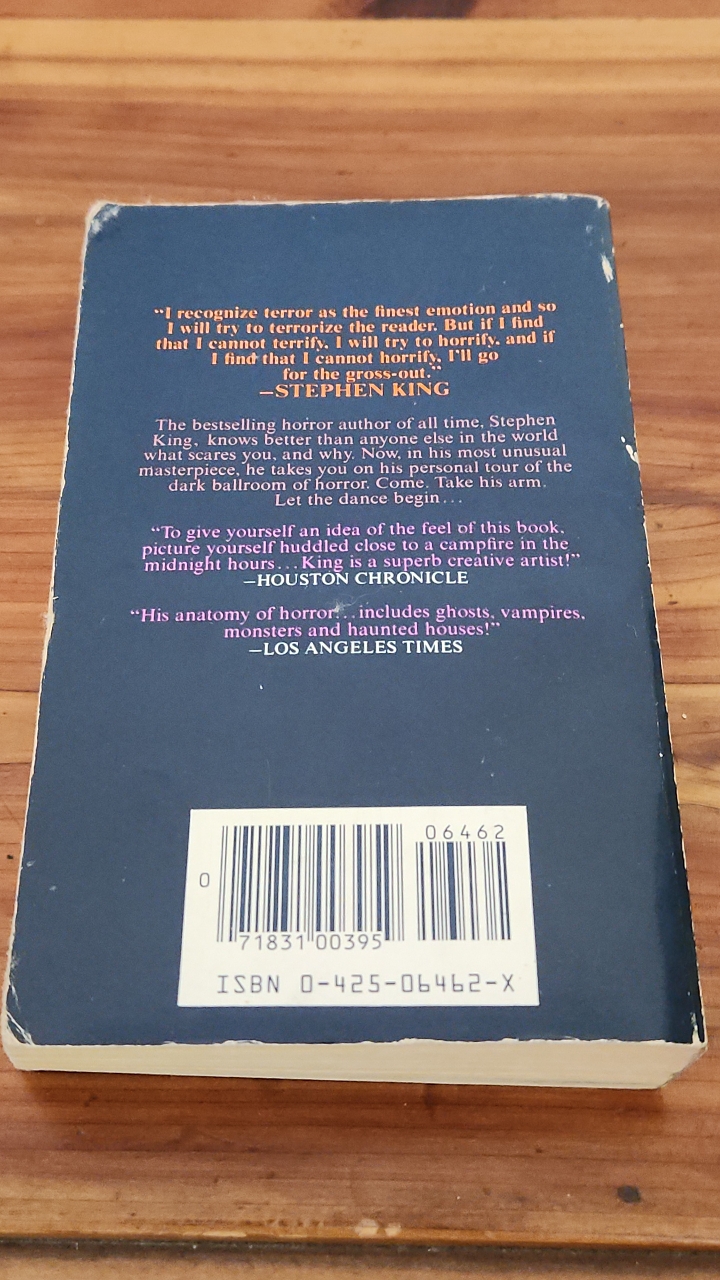 “I recognize terror as the finest emotion and so
I will try to terrorize the reader. But if I find
that I cannot terrify, I will try to horrify, and if
I find that I cannot horrify, I'll go
for the gross-out.”
—STEPHEN KING
The bestselling horror author of all time, Stephen
King, knows better than anyone else in the world
what scares you, and why. Now, in his most unusual
masterpiece, he takes you on his personal tour of the
dark ballroom of horror. Come. Take his arm.
Let the dance begin...
“To give yourself an idea of the feel of this book,
picture yourself huddled close to a campfire in the
midnight hours...King is a superb creative artist!”
—HOUSTON CHRONICLE
“His anatomy of horror...includes ghosts, vampires,
monsters and haunted houses!”
—LOS ANGELES TIMES
06462
0
71831 00395
ISBN 0-425-06462-X